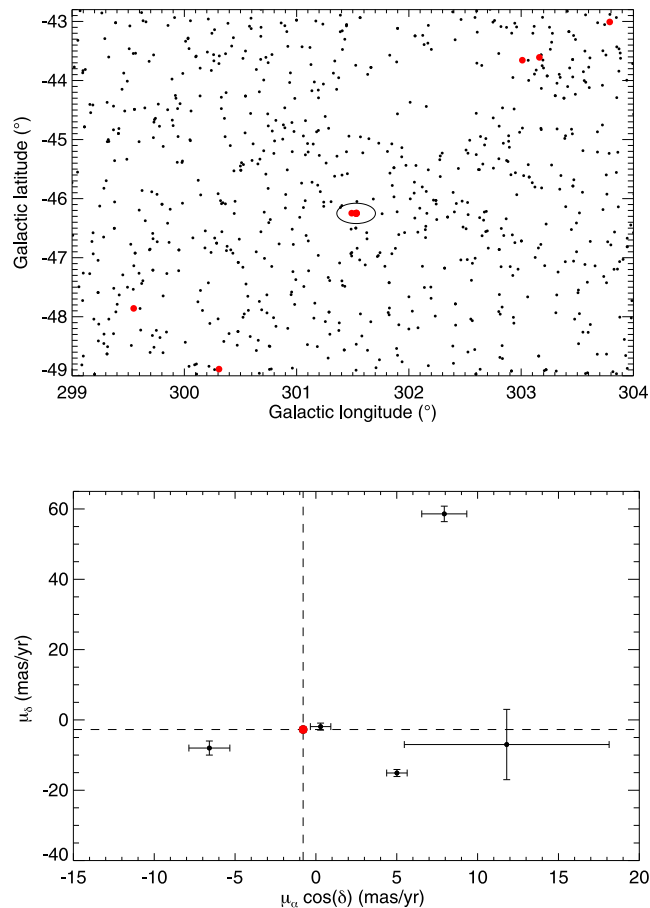 -43
-44
-45
-46
-47
-48
-49
Galactic latitude (°)
299 300 301 302 303 304
Galactic longitude (°)
60
40
20
0
-20
-40
μδ (mas/yr)
-15 -10 -5 0 5 10 15 20
μα cos(δ) (mas/yr)